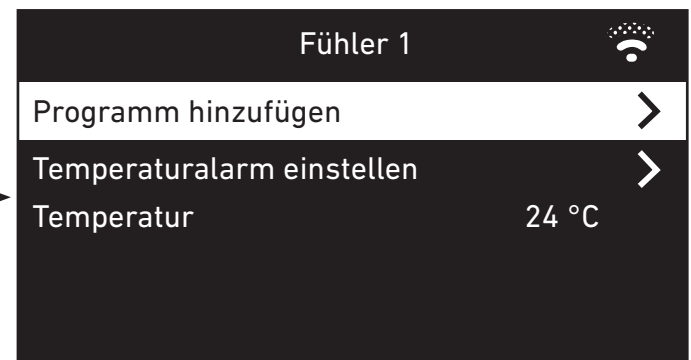 Fühler 1
Programm hinzufügen
Temperaturalarm einstellen
Temperatur 24 °C